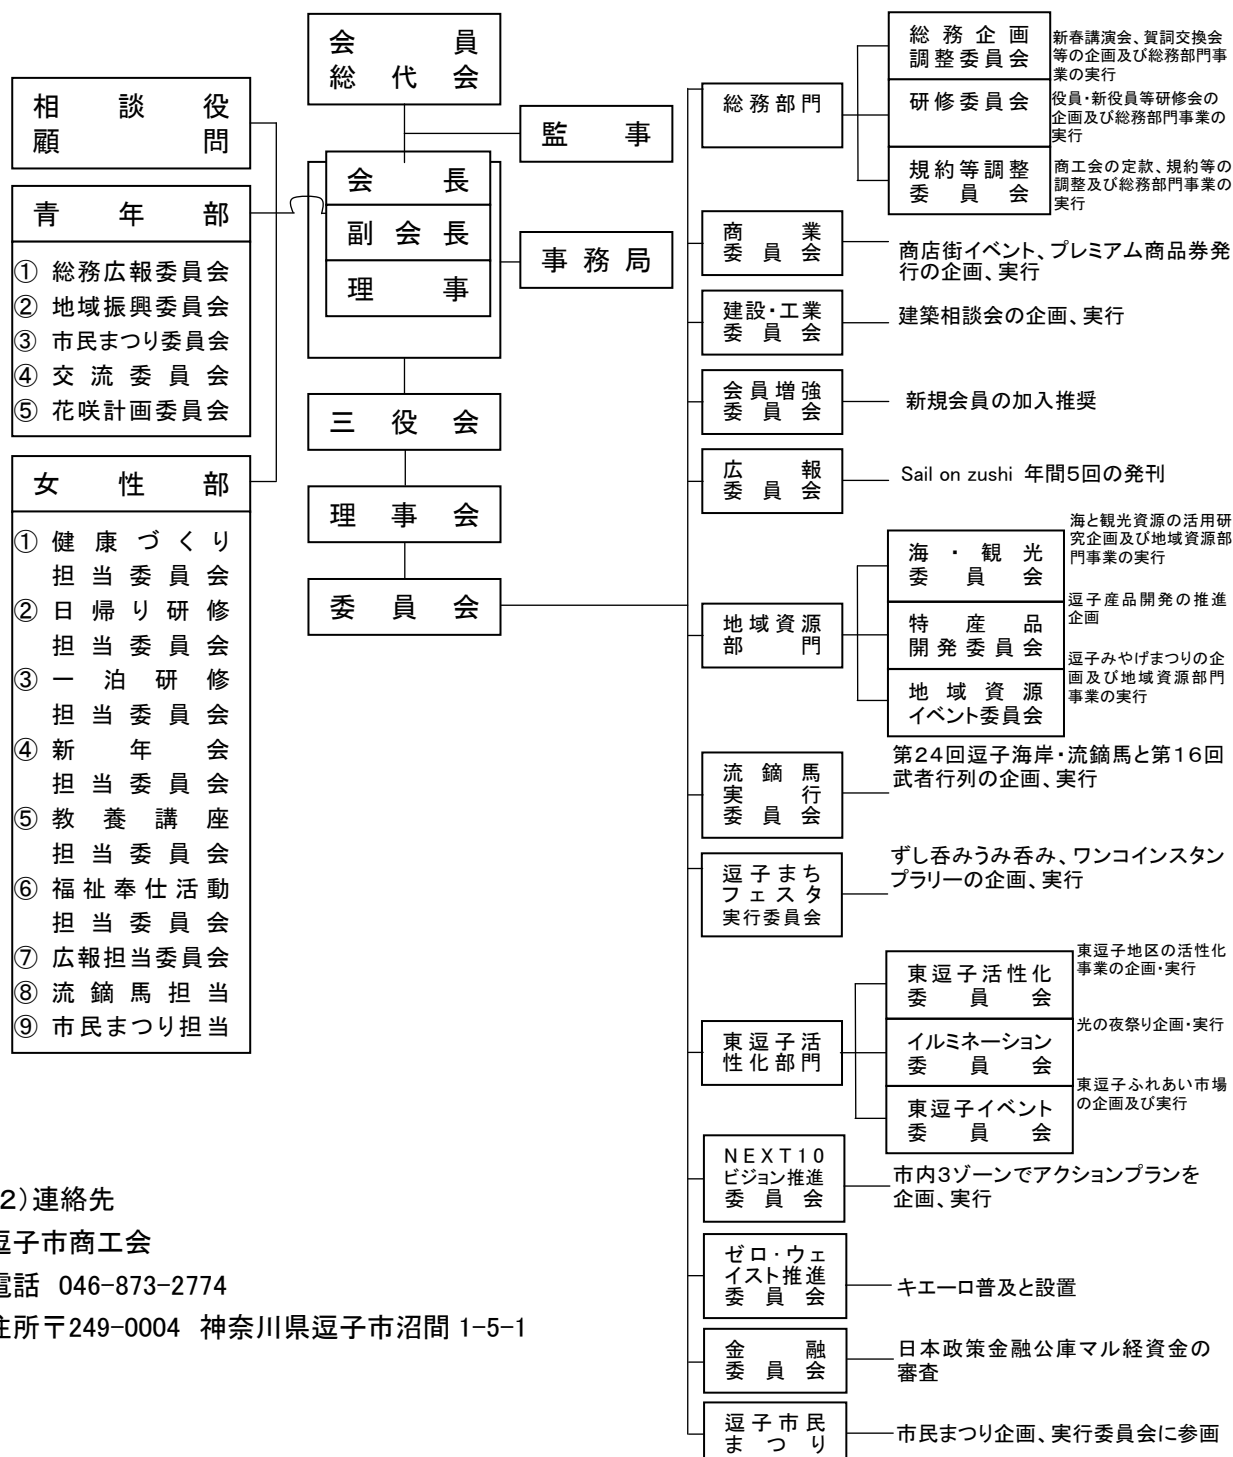 会員
総代会
監事
会長
副会長
理事
事務局
三役会
理事会
委員会
相談役
顧問
青年部
① 総務広報委員会
② 地域振興委員会
③ 市民まつり委員会
④ 交流委員会
⑤ 花咲計画委員会
女性部
① 健康づくり
担当委員会
② 日帰り研修
担当委員会
③ 一泊研修
担当委員会
④ 新年会
担当委員会
⑤ 教養講座
担当委員会
⑥ 福祉奉仕活動
担当委員会
⑦ 広報担当委員会
⑧ 流鏑馬担当
⑨ 市民まつり担当
総務部門
総務企画
調整委員会
新春講演会、賀詞交換会
等の企画及び総務部門事
業の実行
研修委員会
役員・新役員等研修会の
企画及び総務部門事業の
実行
規約等調整
委員会
商工会の定款、規約等の
調整及び総務部門事業の
実行
商業
委員会
商店街イベント、プレミアム商品券発
行の企画、実行
建設・工業
委員会
建築相談会の企画、実行
会員増強
委員会
新規会員の加入推奨
広報
委員会
Sail on zushi 年間5回の発刊
地域資源
部門
海・観光
委員会
海と観光資源の活用研
究企画及び地域資源部
門事業の実行
特産品
開発委員会
逗子産品開発の推進
企画
地域資源
イベント委員会
逗子みやげまつりの企
画及び地域資源部門
事業の実行
流鏑馬
実行
委員会
第24回逗子海岸・流鏑馬と第16回
武者行列の企画、実行
逗子まち
フェスタ
実行委員会
ずし呑みうみ呑み、ワンコインスタン
プラリーの企画、実行
東逗子活
性化部門
東逗子活性化
委員会
東逗子地区の活性化
事業の企画・実行
イルミネーション
委員会
光の夜祭り企画・実行
東逗子イベント
委員会
東逗子ふれあい市場
の企画及び実行
NEXT10
ビジョン推進
委員会
市内3ゾーンでアクションプランを
企画、実行
ゼロ・ウェ
イスト推進
委員会
キエーロ普及と設置
金融
委員会
日本政策金融公庫マル経資金の
審査
逗子市民
まつり
市民まつり企画、実行委員会に参画
2)連絡先
逗子市商工会
電話 046-873-2774
住所〒249-0004 神奈川県逗子市沼間 1-5-1